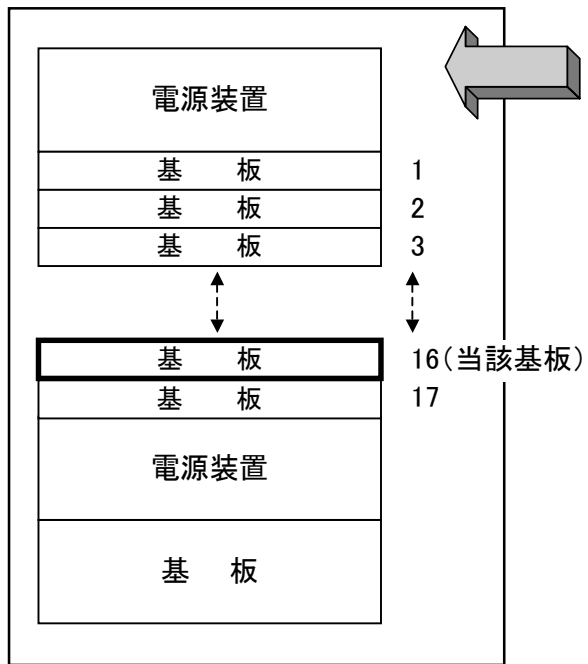 電源装置
基　　板　1
基　　板　2
基　　板　3
基　　板　16(当該基板)
基　　板　17
電源装置
基　板